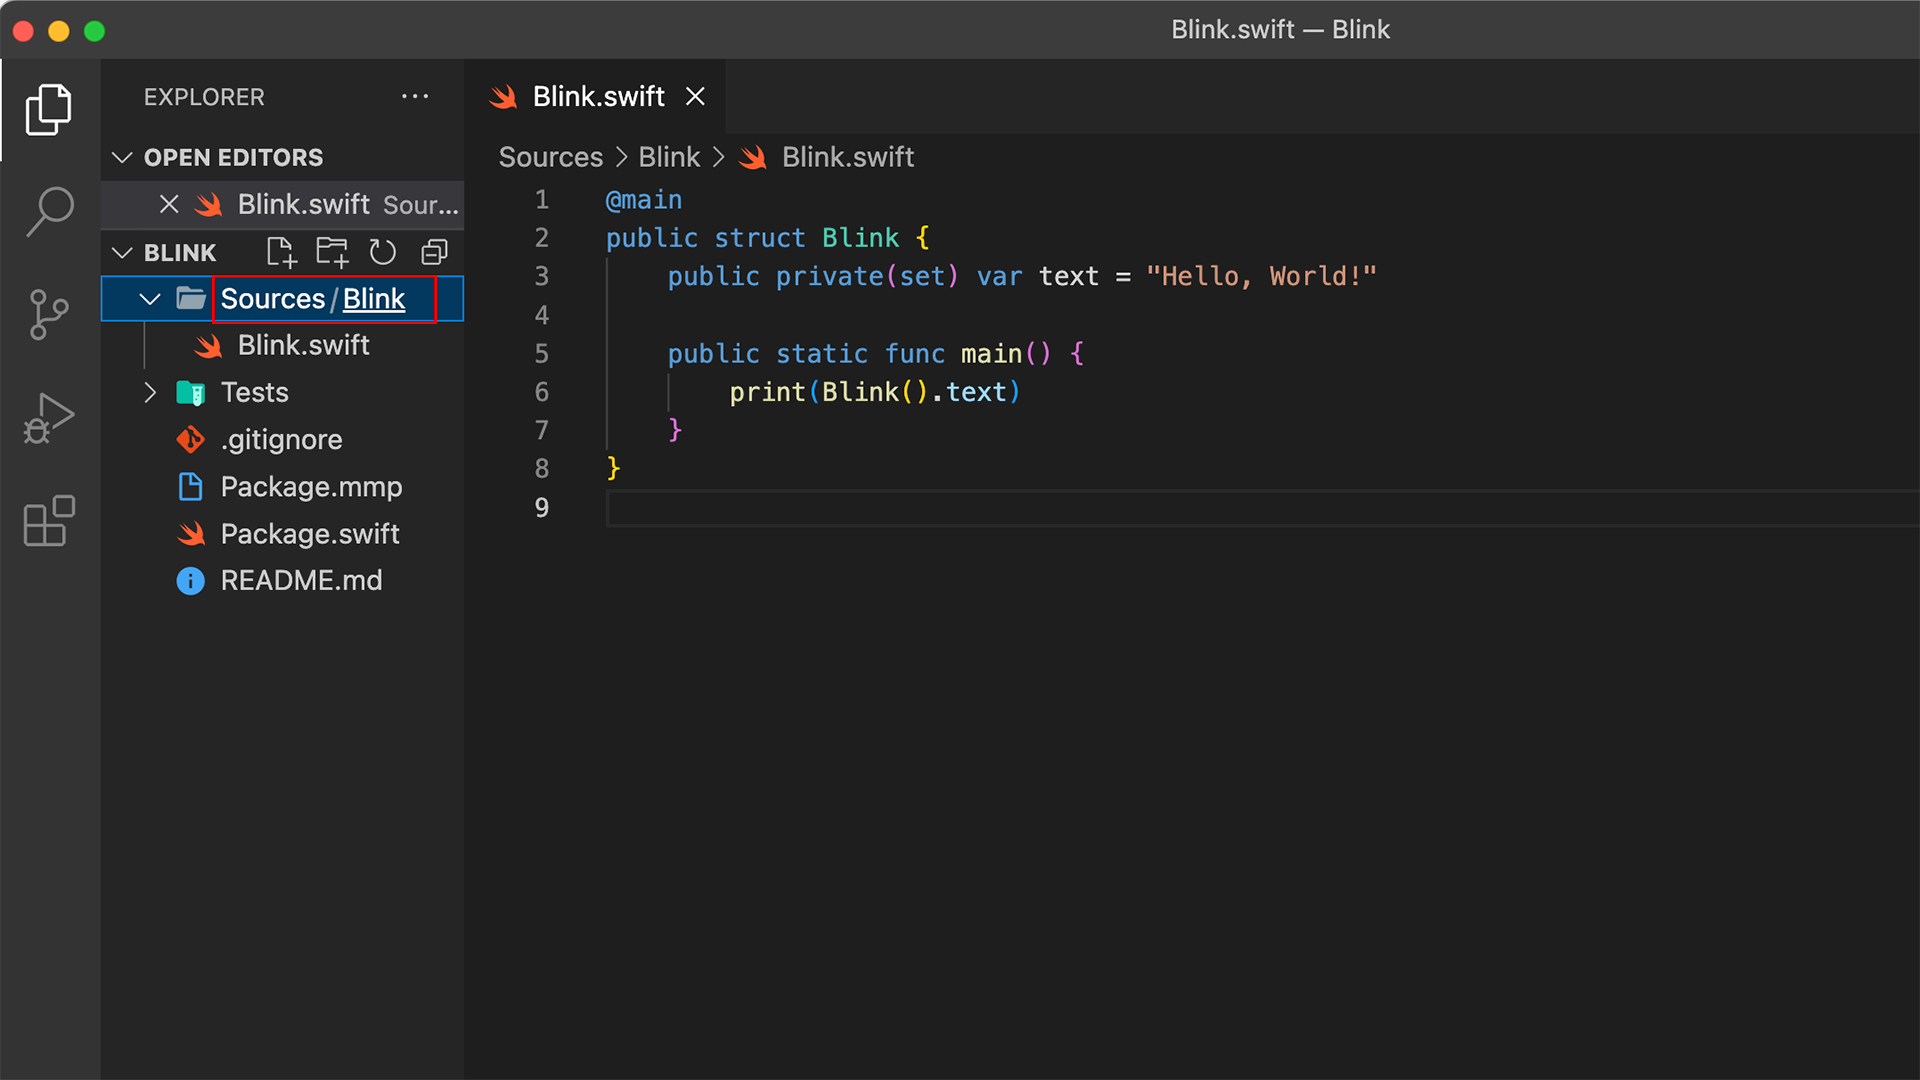 Blink.swift — Blink
EXPLORER
OPEN EDITORS
Blink.swift Sour...
BLINK
Sources/Blink
Blink.swift
Tests
.gitignore
Package.mmp
Package.swift
README.md
Blink.swift
Sources > Blink > Blink.swift
1 @main
2 public struct Blink {
3     public private(set) var text = "Hello, World!"
4
5     public static func main() {
6         print(Blink().text)
7     }
8 }
9